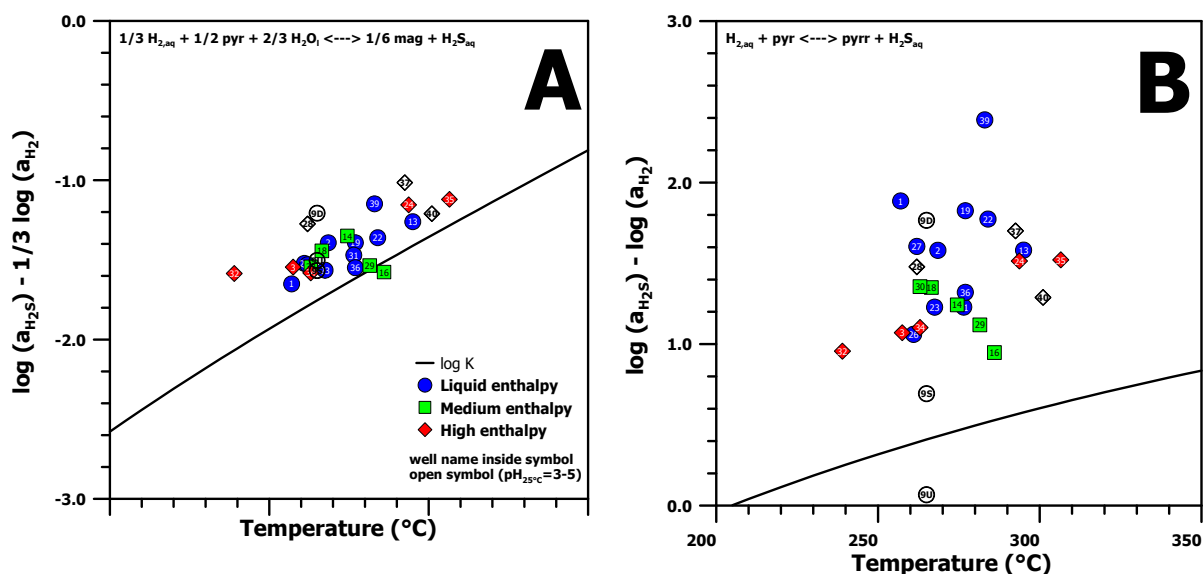 1/3 H2,aq + 1/2 pyr + 2/3 H2Ol <---> 1/6 mag + H2Saq
A
log (aH2S) - 1/3 log (aH2)
0.0
-1.0
-2.0
-3.0
37
35
24
40
39
13
9D
28
14
2
18
31
36
29
16
32
3
1
log K
Liquid enthalpy
Medium enthalpy
High enthalpy
well name inside symbol
open symbol (pH25°C=3-5)
Temperature (°C)
H2,aq + pyr <---> pyrr + H2Saq
B
log (aH2S) - log (aH2)
3.0
2.0
1.0
0.0
39
1
19
9D
17
37
27
2
13
24
35
28
30
18
36
40
14
23
29
34
3
26
32
16
9S
9U
200
250
300
350
Temperature (°C)